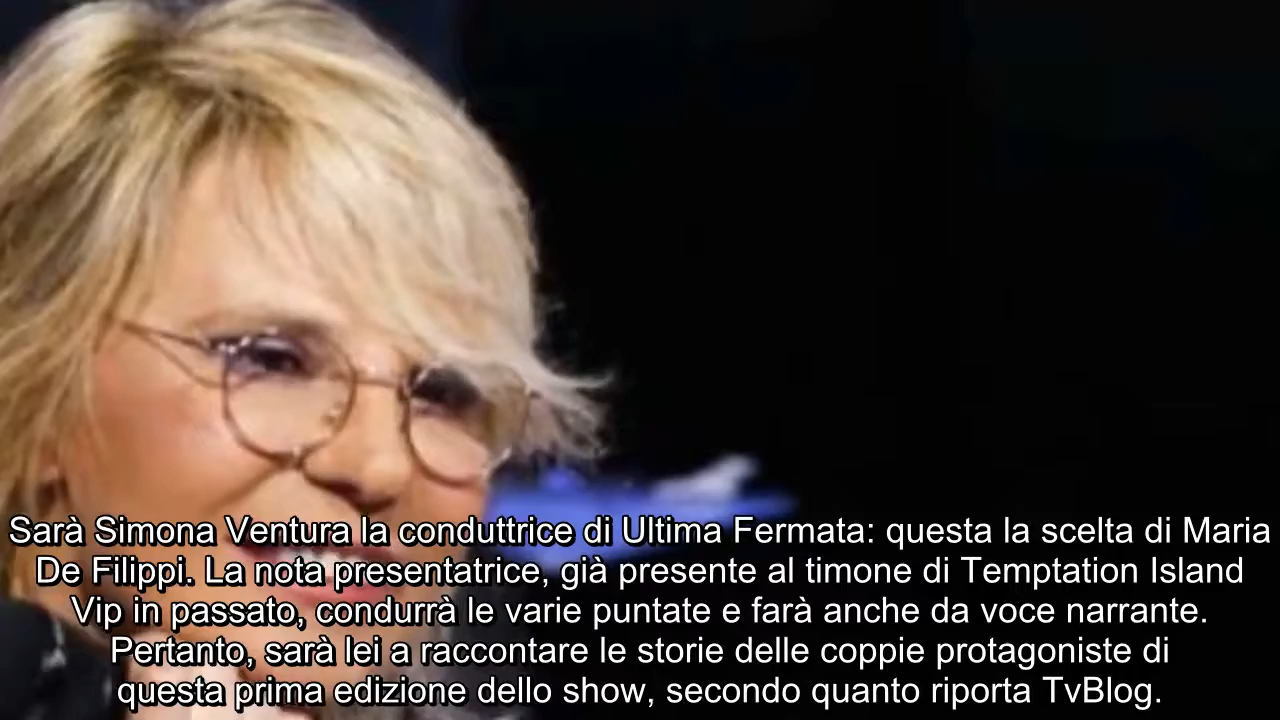 Sarà Simona Ventura la conduttrice di Ultima Fermata: questa la scelta di Maria
De Filippi. La nota presentatrice, già presente al timone di Temptation Island
Vip in passato, condurrà le varie puntate e farà anche da voce narrante.
Pertanto, sarà lei a raccontare le storie delle coppie protagoniste di
questa prima edizione dello show, secondo quanto riporta TvBlog.